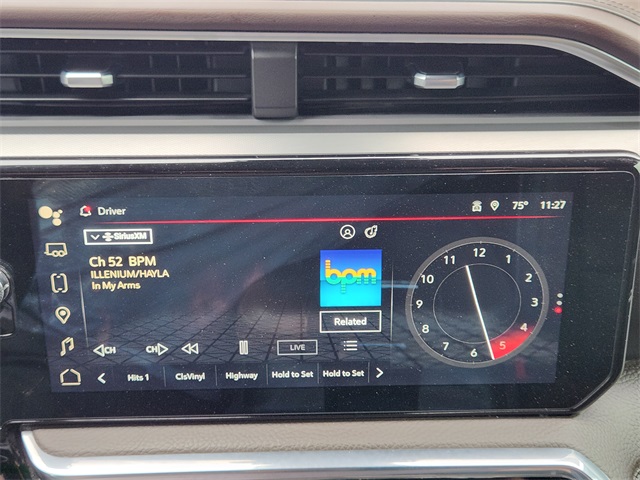 Driver
75° 11:27
SiriusXM
Ch 52 BPM
ILLENIUM/HAYLA
In My Arms
bpm
Related
CH
CH
LIVE
Hits 1
ClsVinyl
Highway
Hold to Set
Hold to Set
12
1
2
3
4
5
6
7
8
9
10
11